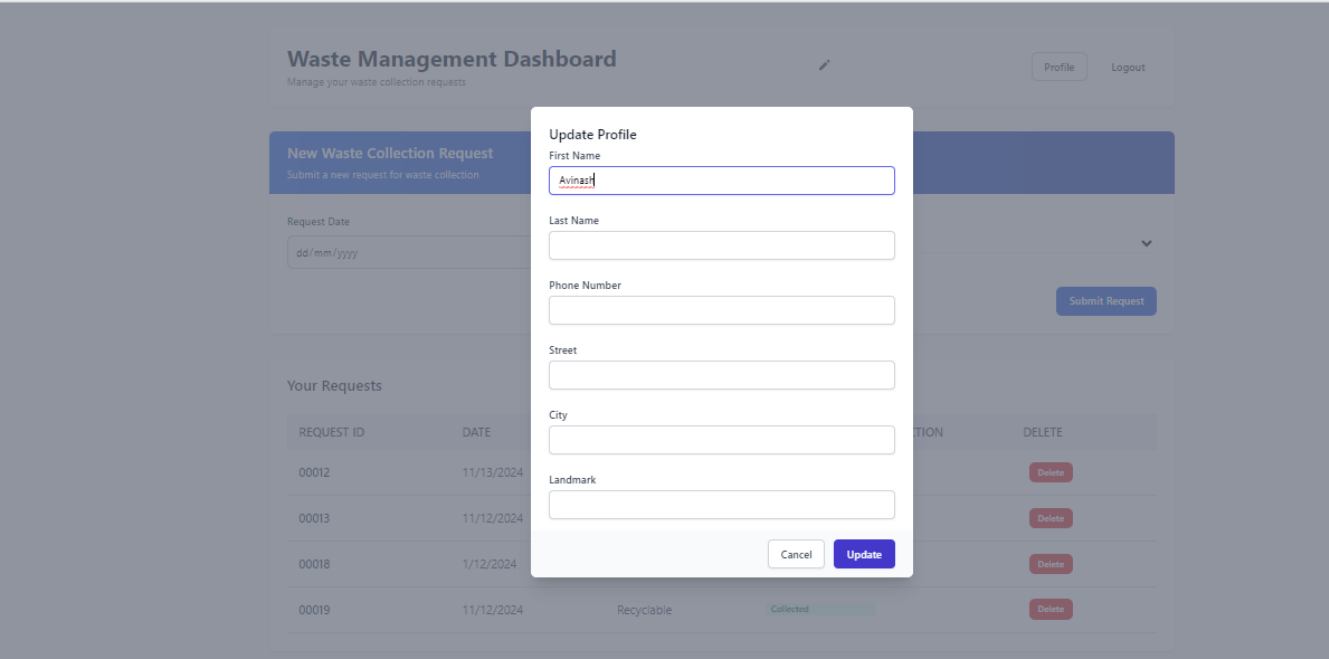 Waste Management Dashboard
Manage your waste collection requests
Profile
Logout
New Waste Collection Request
Submit a new request for waste collection
Request Date
dd/mm/yyyy
Submit Request
Update Profile
First Name
Avinash
Last Name
Phone Number
Street
City
Landmark
Cancel Update
Your Requests
REQUEST ID DATE DELETE
00012 11/13/2024 Delete
00013 11/12/2024 Delete
00018 1/12/2024 Delete
00019 11/12/2024 Recyclable Collected Delete